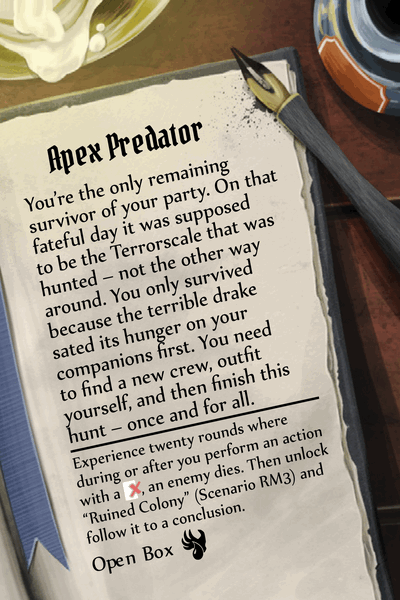 Apex Predator
You're the only remaining
survivor of your party. On that
fateful day it was supposed
to be the Terrorscale that was
hunted – not the other way
around. You only survived
because the terrible drake
sated its hunger on your
companions first. You need
to find a new crew, outfit
yourself, and then finish this
hunt – once and for all.
Experience twenty rounds where
during or after you perform an action
with a , an enemy dies. Then unlock
“Ruined Colony” (Scenario RM3) and
follow it to a conclusion.
Open Box